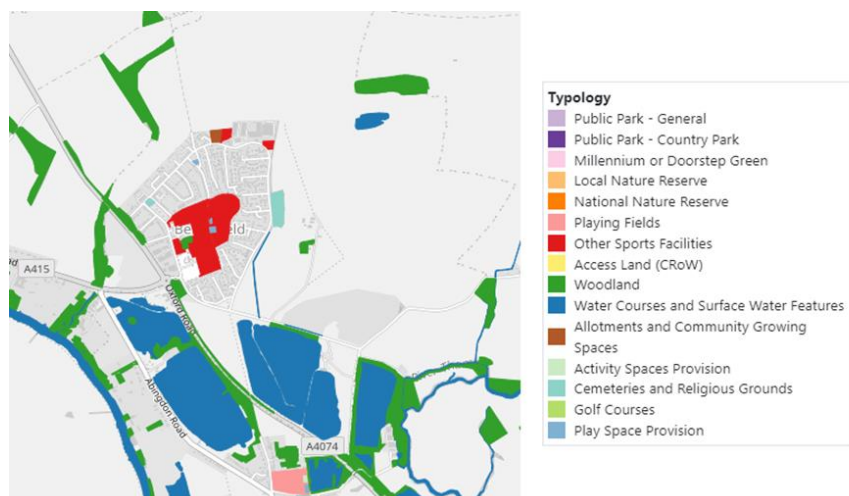 A415
Oxford Road
Abingdon Road
A4074
Typology
Public Park - General
Public Park - Country Park
Millennium or Doorstep Green
Local Nature Reserve
National Nature Reserve
Playing Fields
Other Sports Facilities
Access Land (CRoW)
Woodland
Water Courses and Surface Water Features
Allotments and Community Growing
Spaces
Activity Spaces Provision
Cemeteries and Religious Grounds
Golf Courses
Play Space Provision